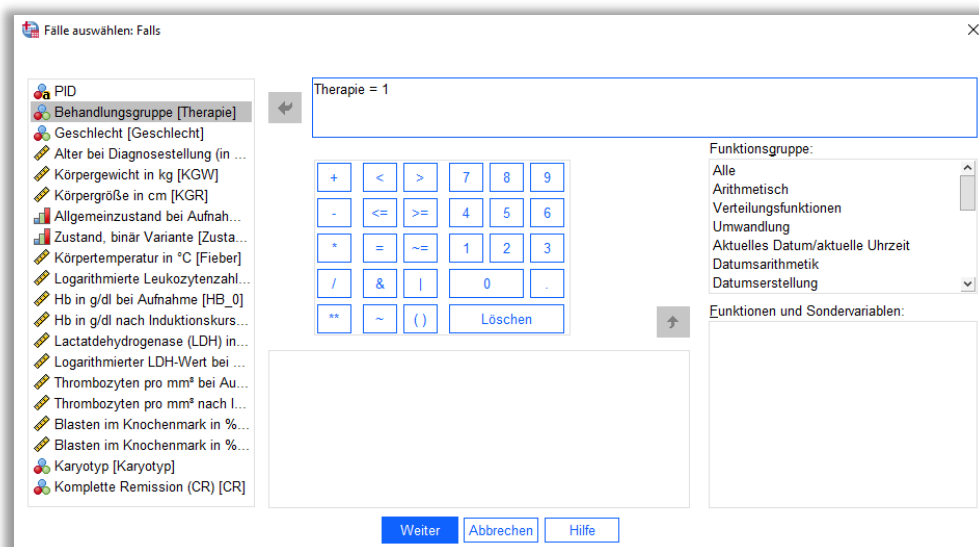 Fälle auswählen: Falls
PID
Behandlungsgruppe [Therapie]
Geschlecht [Geschlecht]
Alter bei Diagnosestellung (in ...
Körpergewicht in kg [KGW]
Körpergröße in cm [KGR]
Allgemeinzustand bei Aufnah...
Zustand, binär Variante [Zusta...
Körpertemperatur in °C [Fieber]
Logarithmierte Leukozytenzahl...
Hb in g/dl bei Aufnahme [HB_0]
Hb in g/dl nach Induktionskurs...
Lactatdehydrogenase (LDH) in...
Logarithmierter LDH-Wert bei ...
Thrombozyten pro mm³ bei Au...
Thrombozyten pro mm³ nach I...
Blasten im Knochenmark in %...
Blasten im Knochenmark in %...
Karyotyp [Karyotyp]
Komplette Remission (CR) [CR]
Therapie = 1
+ < > 7 8 9
- <= >= 4 5 6
* = ~= 1 2 3
/ & | 0 .
** ~ ( ) Löschen
Funktionsgruppe:
Alle
Arithmetisch
Verteilungsfunktionen
Umwandlung
Aktuelles Datum/aktuelle Uhrzeit
Datumsarithmetik
Datumserstellung
Funktionen und Sondervariablen:
Weiter Abbrechen Hilfe